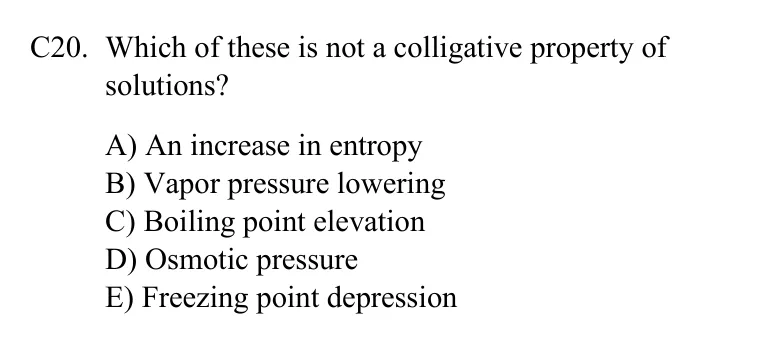 C20. Which of these is not a colligative property of
solutions?
A) An increase in entropy
B) Vapor pressure lowering
C) Boiling point elevation
D) Osmotic pressure
E) Freezing point depression